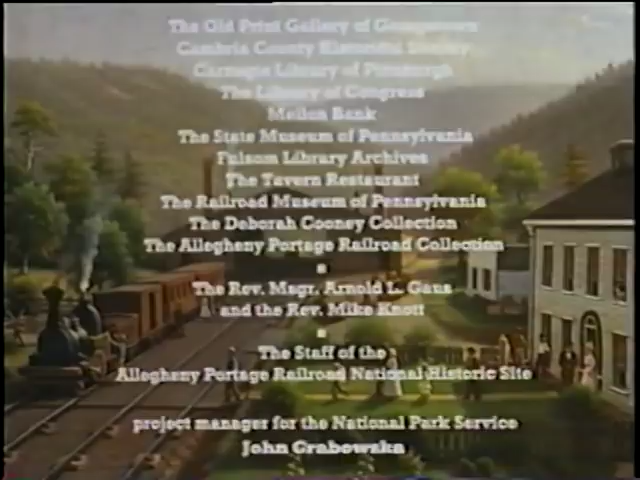 The Old Print Gallery of Georgetown
Cambria County Historical Society
Carnegie Library of Pittsburgh
The Library of Congress
Mellon Bank
The State Museum of Pennsylvania
Folsom Library Archives
The Tavern Restaurant
The Railroad Museum of Pennsylvania
The Deborah Cooney Collection
The Allegheny Portage Railroad Collection
The Rev. Msgr. Arnold L. Gaus
and the Rev. Mike Knott
The Staff of the
Allegheny Portage Railroad National Historic Site
project manager for the National Park Service
John Grabowska